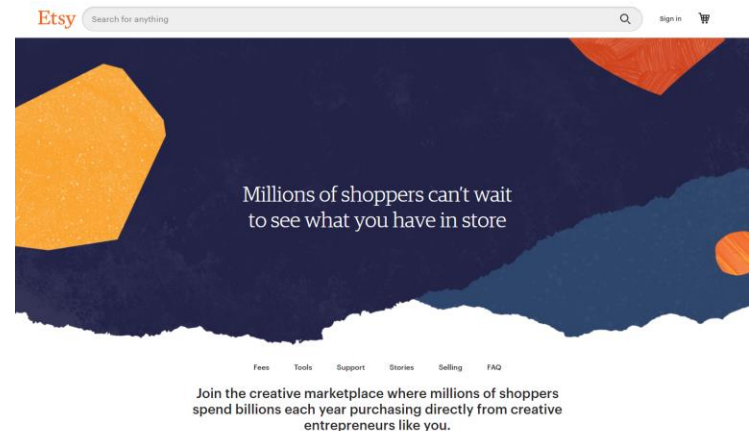 Etsy
Search for anything
Sign in
Millions of shoppers can't wait
to see what you have in store
Fees Tools Support Stories Selling FAQ
Join the creative marketplace where millions of shoppers
spend billions each year purchasing directly from creative
entrepreneurs like you.